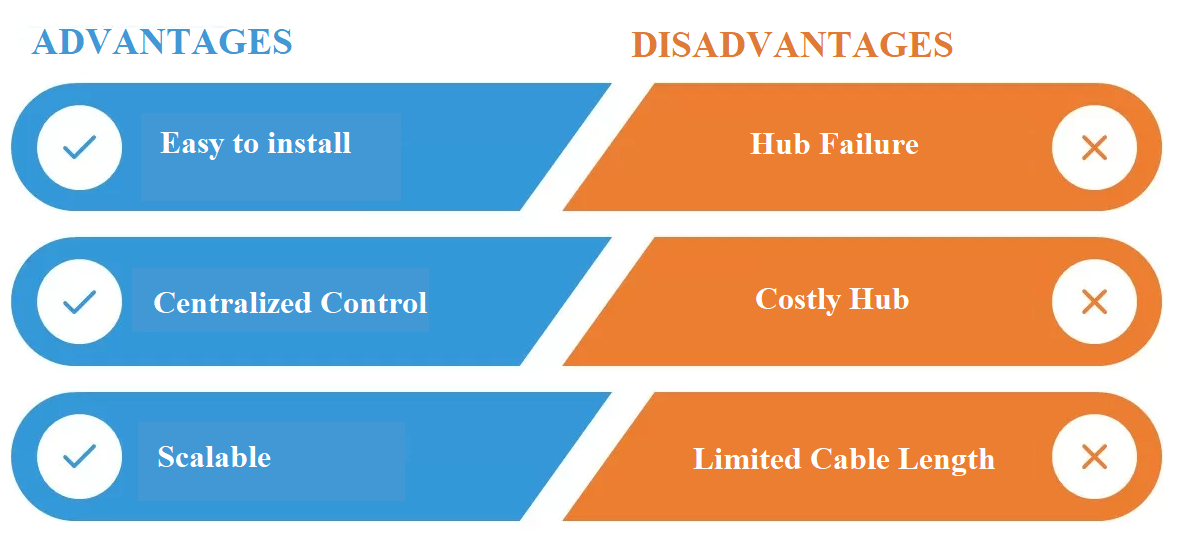 ADVANTAGES
DISADVANTAGES
Easy to install
Hub Failure
Centralized Control
Costly Hub
Scalable
Limited Cable Length